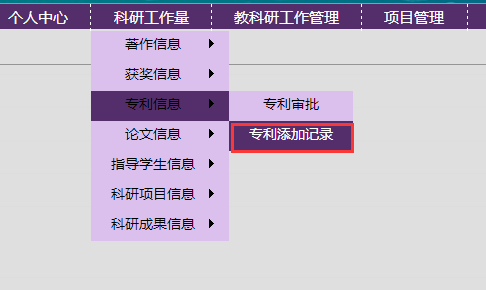 个人中心 科研工作量 教科研工作管理 项目管理
著作信息
获奖信息
专利信息 专利审批
论文信息 专利添加记录
指导学生信息
科研项目信息
科研成果信息